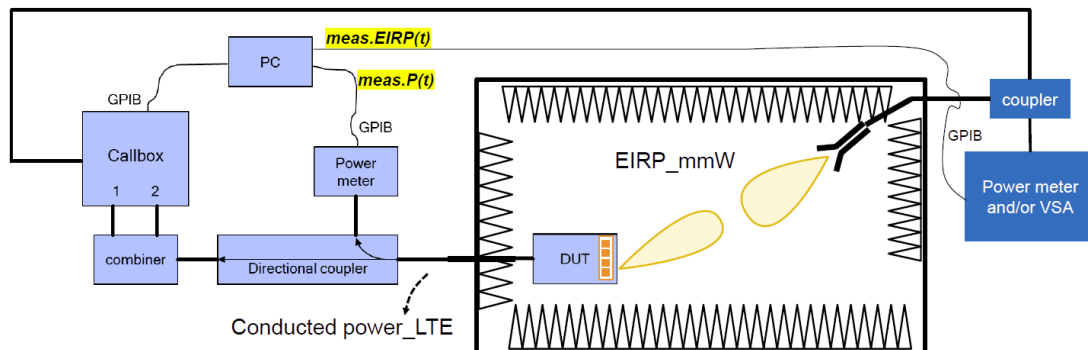 meas.EIRP(t)
PC
meas.P(t)
GPIB
coupler
GPIB
GPIB
Callbox
1 2
Power
meter
EIRP_mmW
Power meter
and/or VSA
combiner
Directional coupler
DUT
Conducted power_LTE